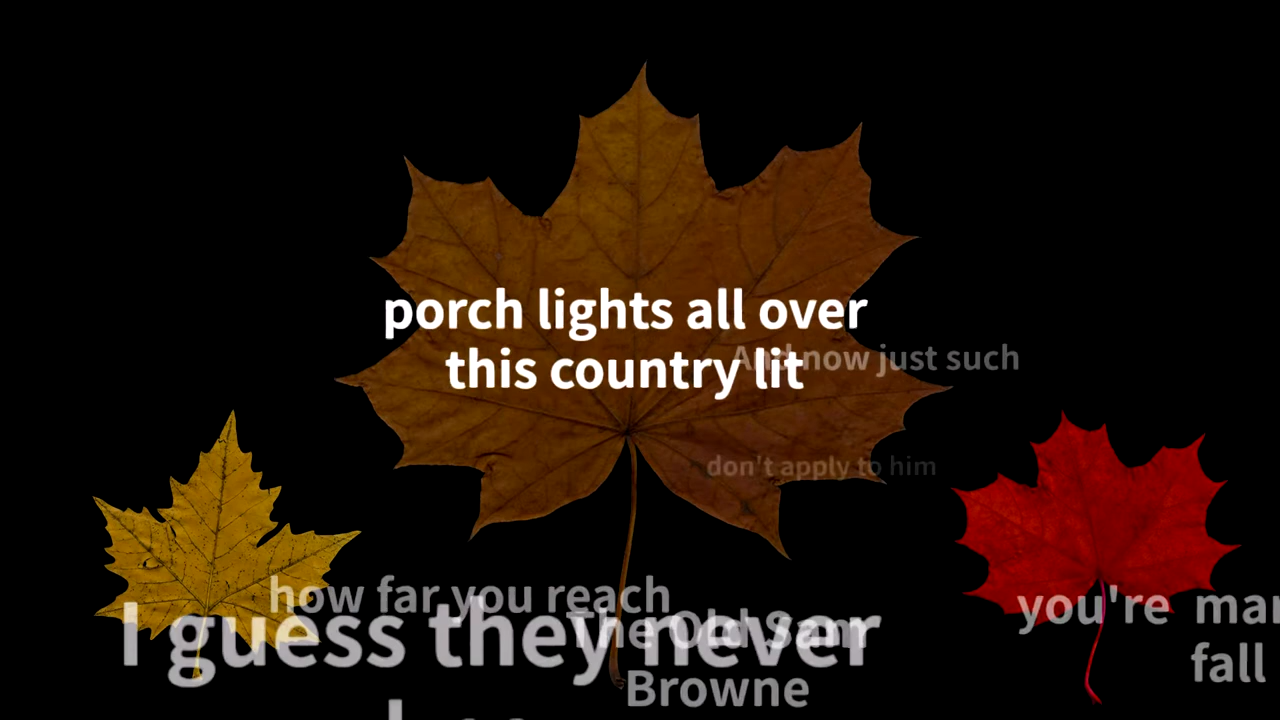 porch lights all over
this country lit
And now just such
don't apply to him
how far you reach
I guess they never
The Old Sam
Browne
you're
fall